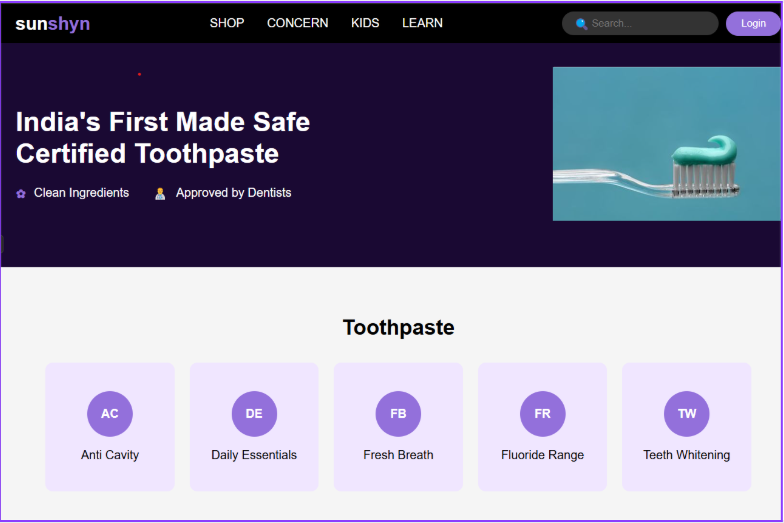 sunshyn
SHOP CONCERN KIDS LEARN
Search...
Login
India's First Made Safe
Certified Toothpaste
Clean Ingredients
Approved by Dentists
Toothpaste
AC
Anti Cavity
DE
Daily Essentials
FB
Fresh Breath
FR
Fluoride Range
TW
Teeth Whitening